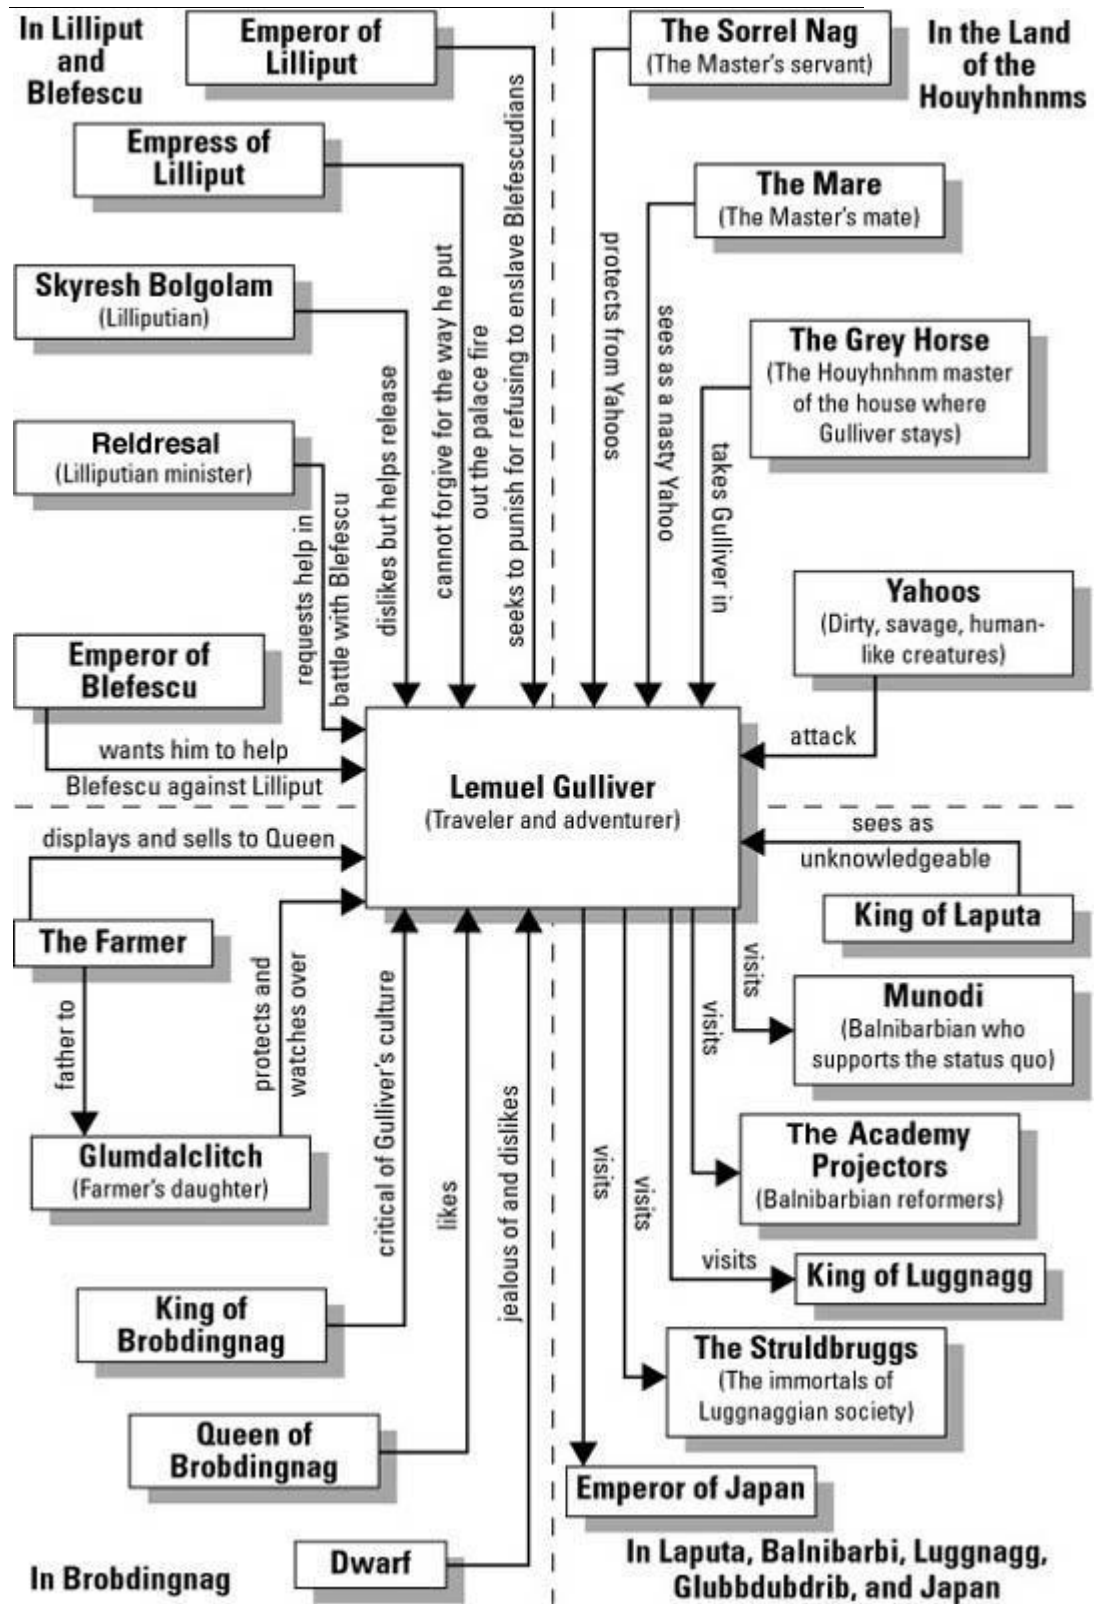 In Lilliput
and
Blefescu
Emperor of
Lilliput
Empress of
Lilliput
Skyresh Bolgolam
(Lilliputian)
Reldresal
(Lilliputian minister)
Emperor of
Blefescu
requests help in
battle with Blefescu
dislikes but helps release
cannot forgive for the way he put
out the palace fire
seeks to punish for refusing to enslave Blefescudians
wants him to help
Blefescu against Lilliput
The Sorrel Nag
(The Master's servant)
In the Land
of the
Houyhnhnms
The Mare
(The Master's mate)
The Grey Horse
(The Houyhnhnm master
of the house where
Gulliver stays)
Yahoos
(Dirty, savage, human-
like creatures)
protects from Yahoos
sees as a nasty Yahoo
takes Gulliver in
attack
Lemuel Gulliver
(Traveler and adventurer)
displays and sells to Queen
The Farmer
father to
protects and
watches over
Glumdalclitch
(Farmer's daughter)
critical of Gulliver's culture
likes
jealous of and dislikes
King of
Brobdingnag
Queen of
Brobdingnag
Dwarf
In Brobdingnag
sees as
unknowledgeable
King of Laputa
visits
Munodi
(Balnibarbian who
supports the status quo)
visits
The Academy
Projectors
(Balnibarbian reformers)
visits
visits
visits
King of Luggnagg
The Struldbruggs
(The immortals of
Luggnaggian society)
Emperor of Japan
In Laputa, Balnibarbi, Luggnagg,
Glubbdubdrib, and Japan